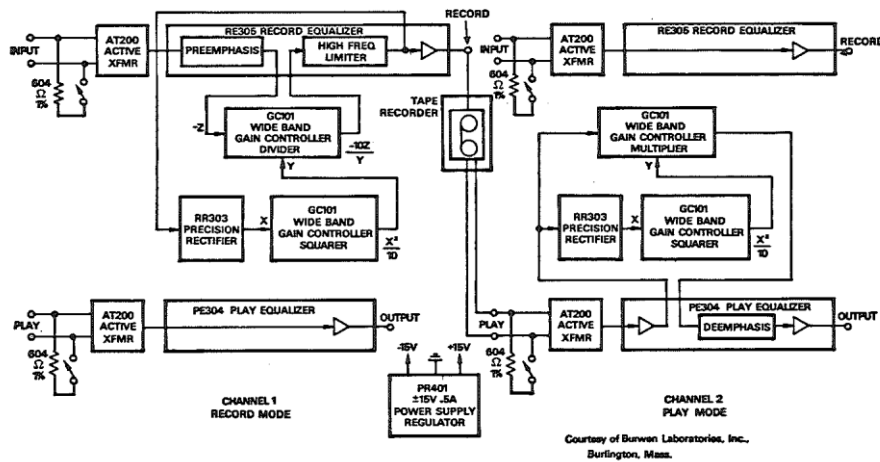 RE305 RECORD EQUALIZER
RECORD
RE305 RECORD EQUALIZER
INPUT
AT200
ACTIVE
XFMR
PREEMPHASIS
HIGH FREQ.
LIMITER
INPUT
AT200
ACTIVE
XFMR
RECORD
604
Ω
1%
TAPE
RECORDER
604
Ω
1%
-Z
GC101
WIDE BAND
GAIN CONTROLLER
DIVIDER
-10Z
Y
Y
GC101
WIDE BAND
GAIN CONTROLLER
MULTIPLIER
Y
RR303
PRECISION
RECTIFIER
X
GC101
WIDE BAND
GAIN CONTROLLER
SQUARER
X²
10
RR303
PRECISION
RECTIFIER
X
GC101
WIDE BAND
GAIN CONTROLLER
SQUARER
X²
10
PLAY
AT200
ACTIVE
XFMR
PE304 PLAY EQUALIZER
OUTPUT
PLAY
AT200
ACTIVE
XFMR
PE304 PLAY EQUALIZER
DEEMPHASIS
OUTPUT
604
Ω
1%
-15V
+15V
604
Ω
1%
PR401
±15V .5A
POWER SUPPLY
REGULATOR
CHANNEL 1
RECORD MODE
CHANNEL 2
PLAY MODE
Courtesy of Burwen Laboratories, Inc.,
Burlington, Mass.